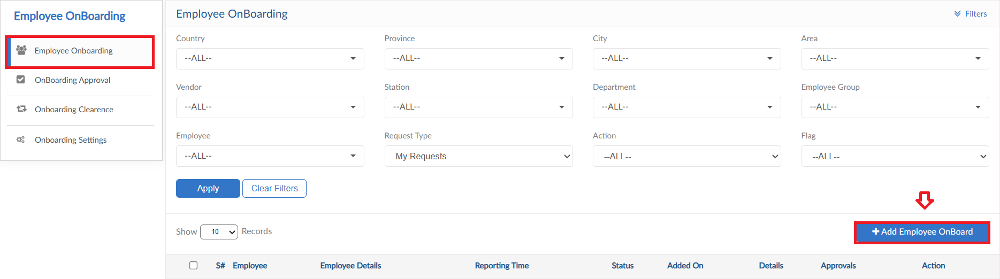 Employee OnBoarding
Employee Onboarding
OnBoarding Approval
Onboarding Clearence
Onboarding Settings
Employee OnBoarding
Filters
Country Province City Area
--ALL-- --ALL-- --ALL-- --ALL--
Vendor Station Department Employee Group
--ALL-- --ALL-- --ALL-- --ALL--
Employee Request Type Action Flag
--ALL-- My Requests --ALL-- --ALL--
Apply Clear Filters
Show 10 Records
Add Employee OnBoard
S# Employee Employee Details Reporting Time Status Added On Details Approvals Action